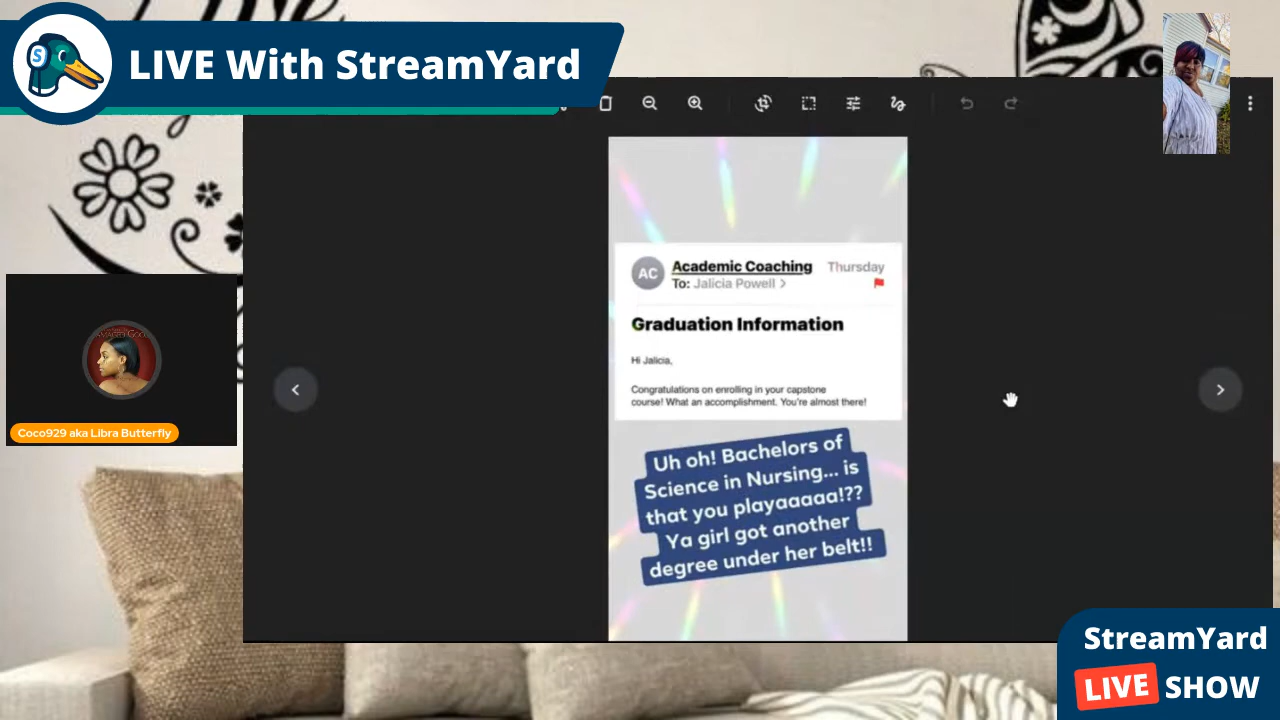 LIVE With StreamYard
S
AC
Academic Coaching
Thursday
To: Jalicia Powell >
Graduation Information
Hi Jalicia,
Congratulations on enrolling in your capstone
course! What an accomplishment. You're almost there!
Uh oh! Bachelors of
Science in Nursing... is
that you playaaaaa!??
Ya girl got another
degree under her belt!!
Coco929 aka Libra Butterfly
StreamYard
LIVE SHOW